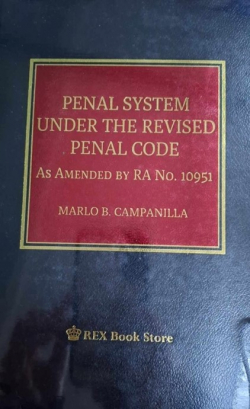 PENAL SYSTEM
UNDER THE REVISED
PENAL CODE
AS AMENDED BY RA NO. 10951
MARLO B. CAMPANILLA
REX Book Store